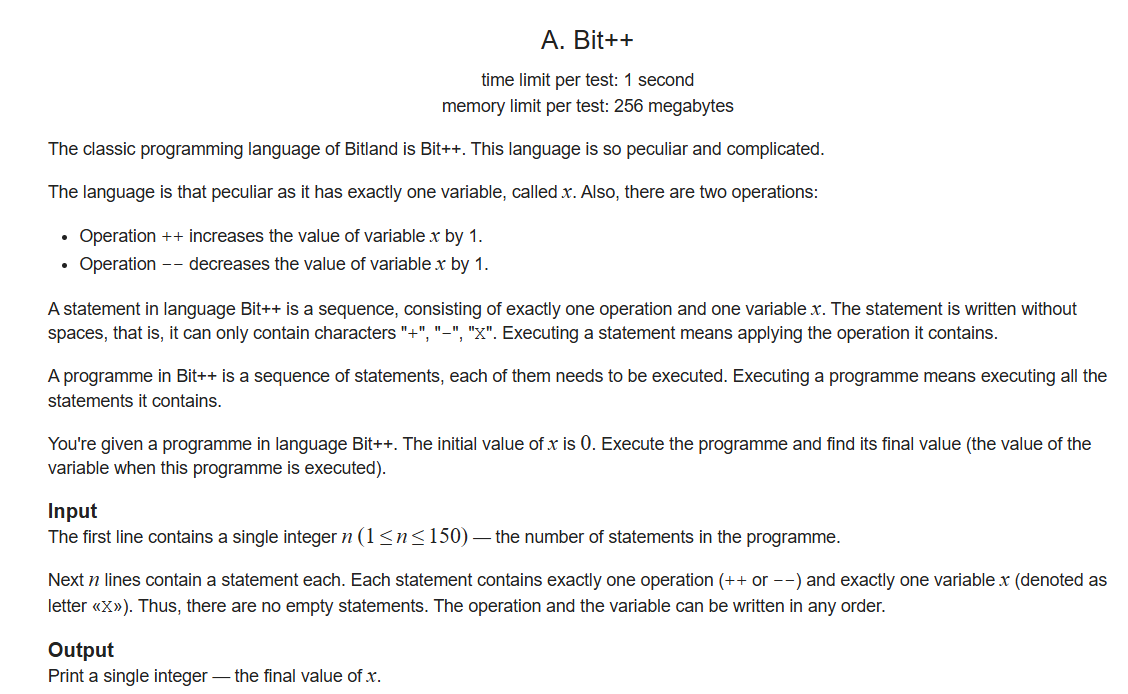 A. Bit++
time limit per test: 1 second
memory limit per test: 256 megabytes
The classic programming language of Bitland is Bit++. This language is so peculiar and complicated.
The language is that peculiar as it has exactly one variable, called x. Also, there are two operations:
• Operation ++ increases the value of variable x by 1.
• Operation -- decreases the value of variable x by 1.
A statement in language Bit++ is a sequence, consisting of exactly one operation and one variable x. The statement is written without
spaces, that is, it can only contain characters "+", "-", "X". Executing a statement means applying the operation it contains.
A programme in Bit++ is a sequence of statements, each of them needs to be executed. Executing a programme means executing all the
statements it contains.
You're given a programme in language Bit++. The initial value of x is 0. Execute the programme and find its final value (the value of the
variable when this programme is executed).
Input
The first line contains a single integer n (1 ≤ n ≤ 150) — the number of statements in the programme.
Next n lines contain a statement each. Each statement contains exactly one operation (++ or --) and exactly one variable x (denoted as
letter «X»). Thus, there are no empty statements. The operation and the variable can be written in any order.
Output
Print a single integer — the final value of x.